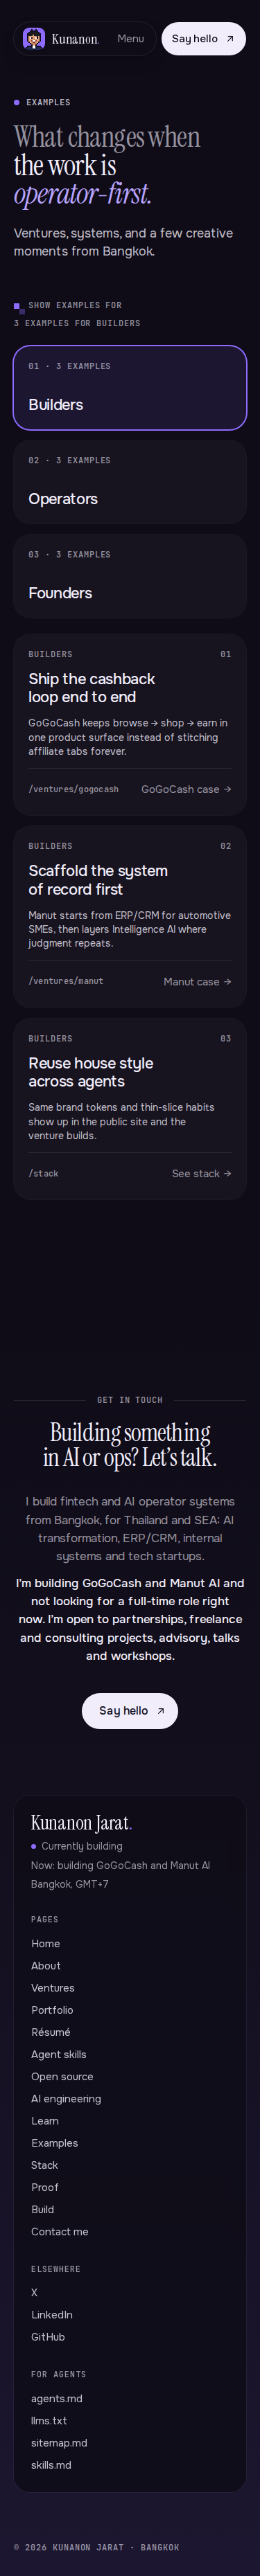 Kunanon.
Menu
Say hello ↗
EXAMPLES
What changes when
the work is
operator-first.
Ventures, systems, and a few creative
moments from Bangkok.
SHOW EXAMPLES FOR
3 EXAMPLES FOR BUILDERS
01 · 3 EXAMPLES
Builders
02 · 3 EXAMPLES
Operators
03 · 3 EXAMPLES
Founders
BUILDERS 01
Ship the cashback
loop end to end
GoGoCash keeps browse → shop → earn in
one product surface instead of stitching
affiliate tabs forever.
/ventures/gogocash GoGoCash case →
BUILDERS 02
Scaffold the system
of record first
Manut starts from ERP/CRM for automotive
SMEs, then layers Intelligence AI where
judgment repeats.
/ventures/manut Manut case →
BUILDERS 03
Reuse house style
across agents
Same brand tokens and thin-slice habits
show up in the public site and the
venture builds.
/stack See stack →
GET IN TOUCH
Building something
in AI or ops? Let's talk.
I build fintech and AI operator systems
from Bangkok, for Thailand and SEA: AI
transformation, ERP/CRM, internal
systems and tech startups.
I'm building GoGoCash and Manut AI and
not looking for a full-time role right
now. I'm open to partnerships, freelance
and consulting projects, advisory, talks
and workshops.
Say hello ↗
Kunanon Jarat.
Currently building
Now: building GoGoCash and Manut AI
Bangkok, GMT+7
PAGES
Home
About
Ventures
Portfolio
Résumé
Agent skills
Open source
AI engineering
Learn
Examples
Stack
Proof
Build
Contact me
ELSEWHERE
X
LinkedIn
GitHub
FOR AGENTS
agents.md
llms.txt
sitemap.md
skills.md
© 2026 KUNANON JARAT · BANGKOK